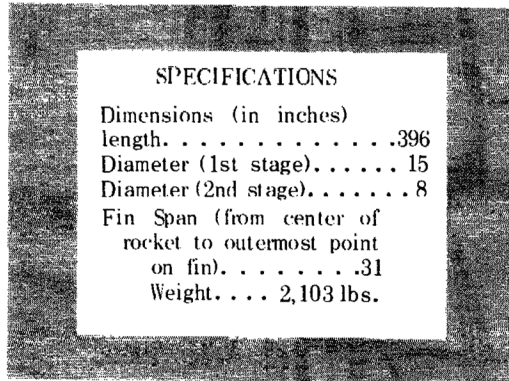 SPECIFICATIONS
Dimensions (in inches)
length. . . . . . . . . . . . . .396
Diameter (1st stage). . . . . . 15
Diameter (2nd stage). . . . . . . 8
Fin Span (from center of
rocket to outermost point
on fin). . . . . . . . .31
Weight. . . . 2,103 lbs.